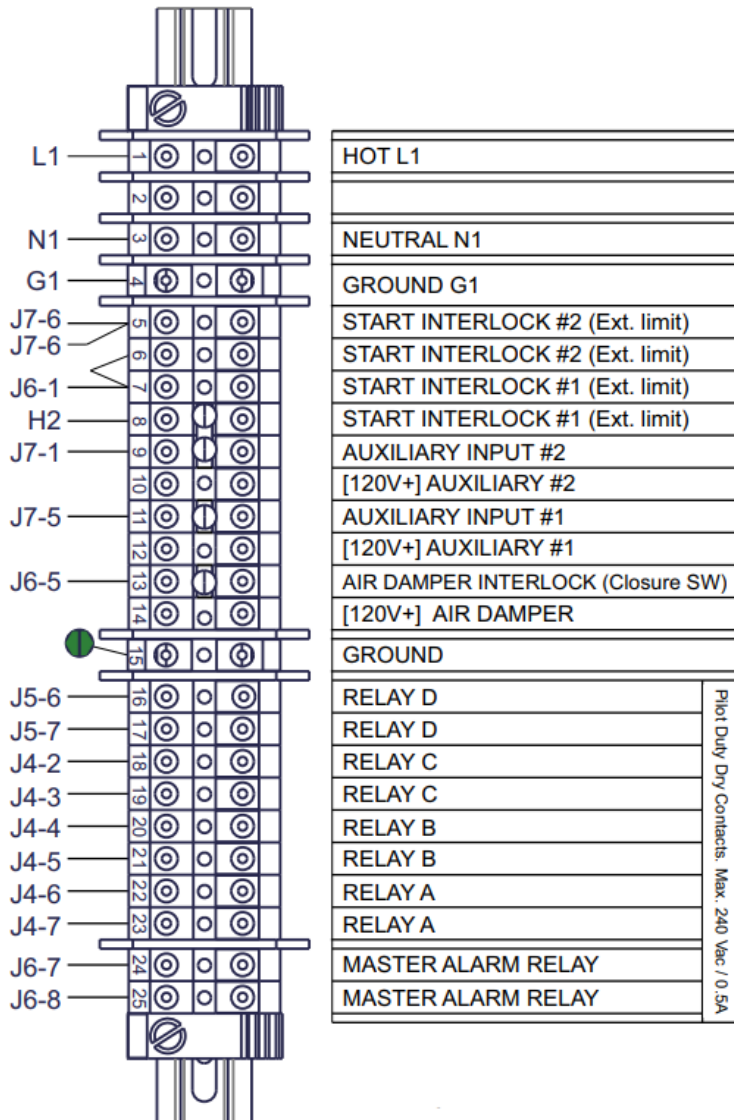 L1 1 HOT L1
2
N1 3 NEUTRAL N1
G1 4 GROUND G1
J7-6 5 START INTERLOCK #2 (Ext. limit)
J7-6 6 START INTERLOCK #2 (Ext. limit)
J6-1 7 START INTERLOCK #1 (Ext. limit)
H2 8 START INTERLOCK #1 (Ext. limit)
J7-1 9 AUXILIARY INPUT #2
10 [120V+] AUXILIARY #2
J7-5 11 AUXILIARY INPUT #1
12 [120V+] AUXILIARY #1
J6-5 13 AIR DAMPER INTERLOCK (Closure SW)
14 [120V+] AIR DAMPER
15 GROUND
J5-6 16 RELAY D
J5-7 17 RELAY D
J4-2 18 RELAY C
J4-3 19 RELAY C
J4-4 20 RELAY B
J4-5 21 RELAY B
J4-6 22 RELAY A
J4-7 23 RELAY A
J6-7 24 MASTER ALARM RELAY
J6-8 25 MASTER ALARM RELAY
Pilot Duty Dry Contacts. Max. 240 Vac / 0.5A